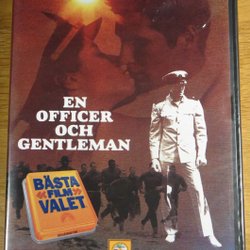 EN
OFFICER
OCH
GENTLEMAN
BÄSTA
FILM
VALET